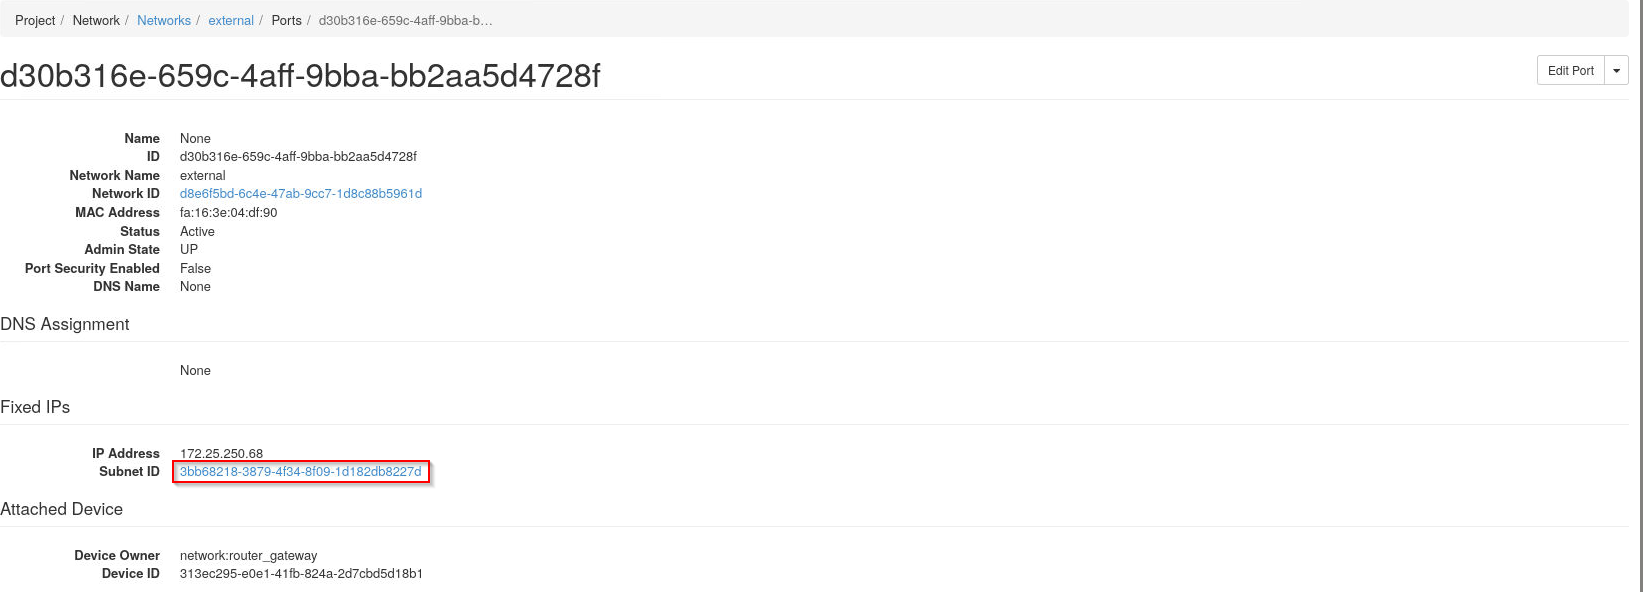 Project / Network / Networks / external / Ports / d30b316e-659c-4aff-9bba-b...
d30b316e-659c-4aff-9bba-bb2aa5d4728f
Edit Port
Name None
ID d30b316e-659c-4aff-9bba-bb2aa5d4728f
Network Name external
Network ID d8e6f5bd-6c4e-47ab-9cc7-1d8c88b5961d
MAC Address fa:16:3e:04:df:90
Status Active
Admin State UP
Port Security Enabled False
DNS Name None
DNS Assignment
None
Fixed IPs
IP Address 172.25.250.68
Subnet ID 3bb68218-3879-4f34-8f09-1d182db8227d
Attached Device
Device Owner network:router_gateway
Device ID 313ec295-e0e1-41fb-824a-2d7cbd5d18b1